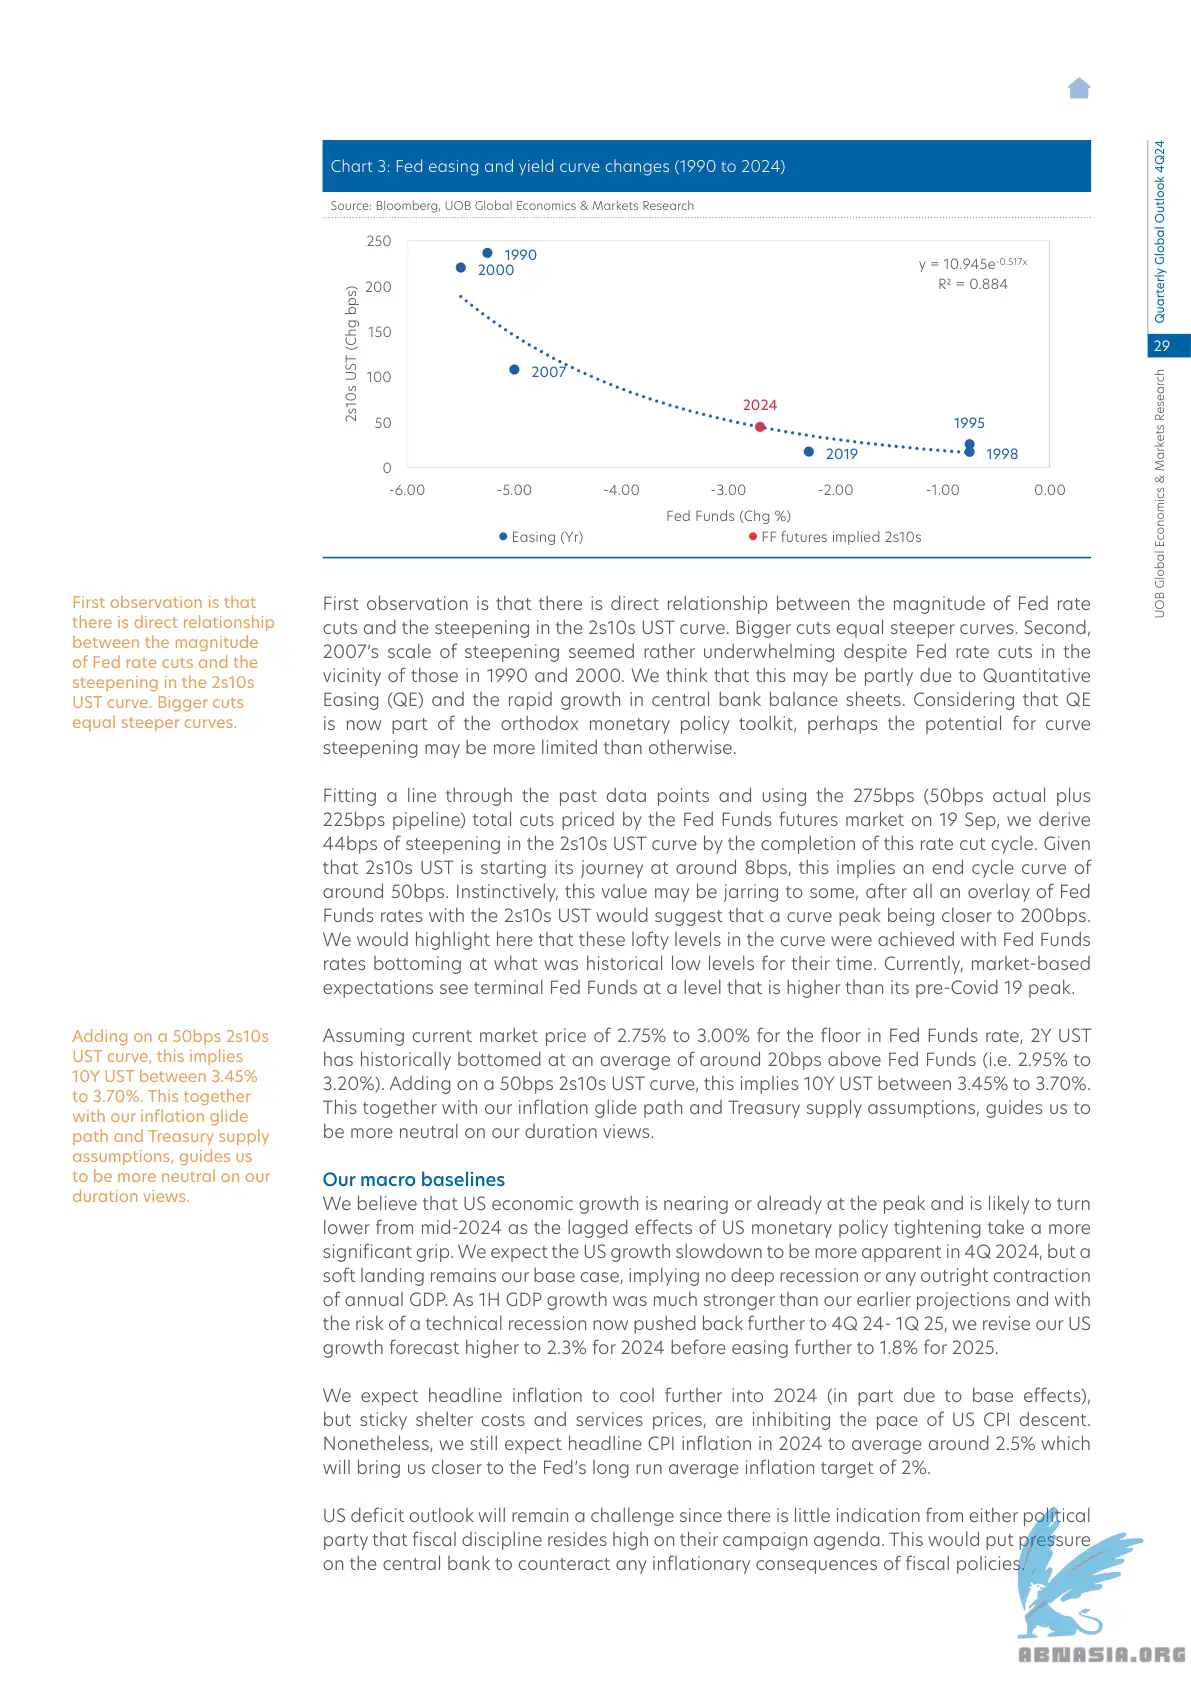 Chart 3: Fed easing and yield curve changes (1990 to 2024)
Source: Bloomberg, UOB Global Economics & Markets Research
250
200
150
100
50
0
2s10s UST (Chg bps)
1990
2000
2007
2024
2019
1995
1998
y = 10.945e^-0.517x
R² = 0.884
-6.00
-5.00
-4.00
-3.00
-2.00
-1.00
0.00
Fed Funds (Chg %)
Easing (Yr)
FF futures implied 2s10s
Quarterly Global Outlook 4Q24
29
UOB Global Economics & Markets Research
First observation is that
there is direct relationship
between the magnitude
of Fed rate cuts and the
steepening in the 2s10s
UST curve. Bigger cuts
equal steeper curves.
First observation is that there is direct relationship between the magnitude of Fed rate
cuts and the steepening in the 2s10s UST curve. Bigger cuts equal steeper curves. Second,
2007's scale of steepening seemed rather underwhelming despite Fed rate cuts in the
vicinity of those in 1990 and 2000. We think that this may be partly due to Quantitative
Easing (QE) and the rapid growth in central bank balance sheets. Considering that QE
is now part of the orthodox monetary policy toolkit, perhaps the potential for curve
steepening may be more limited than otherwise.
Fitting a line through the past data points and using the 275bps (50bps actual plus
225bps pipeline) total cuts priced by the Fed Funds futures market on 19 Sep, we derive
44bps of steepening in the 2s10s UST curve by the completion of this rate cut cycle. Given
that 2s10s UST is starting its journey at around 8bps, this implies an end cycle curve of
around 50bps. Instinctively, this value may be jarring to some, after all an overlay of Fed
Funds rates with the 2s10s UST would suggest that a curve peak being closer to 200bps.
We would highlight here that these lofty levels in the curve were achieved with Fed Funds
rates bottoming at what was historical low levels for their time. Currently, market-based
expectations see terminal Fed Funds at a level that is higher than its pre-Covid 19 peak.
Adding on a 50bps 2s10s
UST curve, this implies
10Y UST between 3.45%
to 3.70%. This together
with our inflation glide
path and Treasury supply
assumptions, guides us
to be more neutral on our
duration views.
Assuming current market price of 2.75% to 3.00% for the floor in Fed Funds rate, 2Y UST
has historically bottomed at an average of around 20bps above Fed Funds (i.e. 2.95% to
3.20%). Adding on a 50bps 2s10s UST curve, this implies 10Y UST between 3.45% to 3.70%.
This together with our inflation glide path and Treasury supply assumptions, guides us to
be more neutral on our duration views.
Our macro baselines
We believe that US economic growth is nearing or already at the peak and is likely to turn
lower from mid-2024 as the lagged effects of US monetary policy tightening take a more
significant grip. We expect the US growth slowdown to be more apparent in 4Q 2024, but a
soft landing remains our base case, implying no deep recession or any outright contraction
of annual GDP. As 1H GDP growth was much stronger than our earlier projections and with
the risk of a technical recession now pushed back further to 4Q 24- 1Q 25, we revise our US
growth forecast higher to 2.3% for 2024 before easing further to 1.8% for 2025.
We expect headline inflation to cool further into 2024 (in part due to base effects),
but sticky shelter costs and services prices, are inhibiting the pace of US CPI descent.
Nonetheless, we still expect headline CPI inflation in 2024 to average around 2.5% which
will bring us closer to the Fed's long run average inflation target of 2%.
US deficit outlook will remain a challenge since there is little indication from either political
party that fiscal discipline resides high on their campaign agenda. This would put pressure
on the central bank to counteract any inflationary consequences of fiscal policies.
ABNASIA.ORG